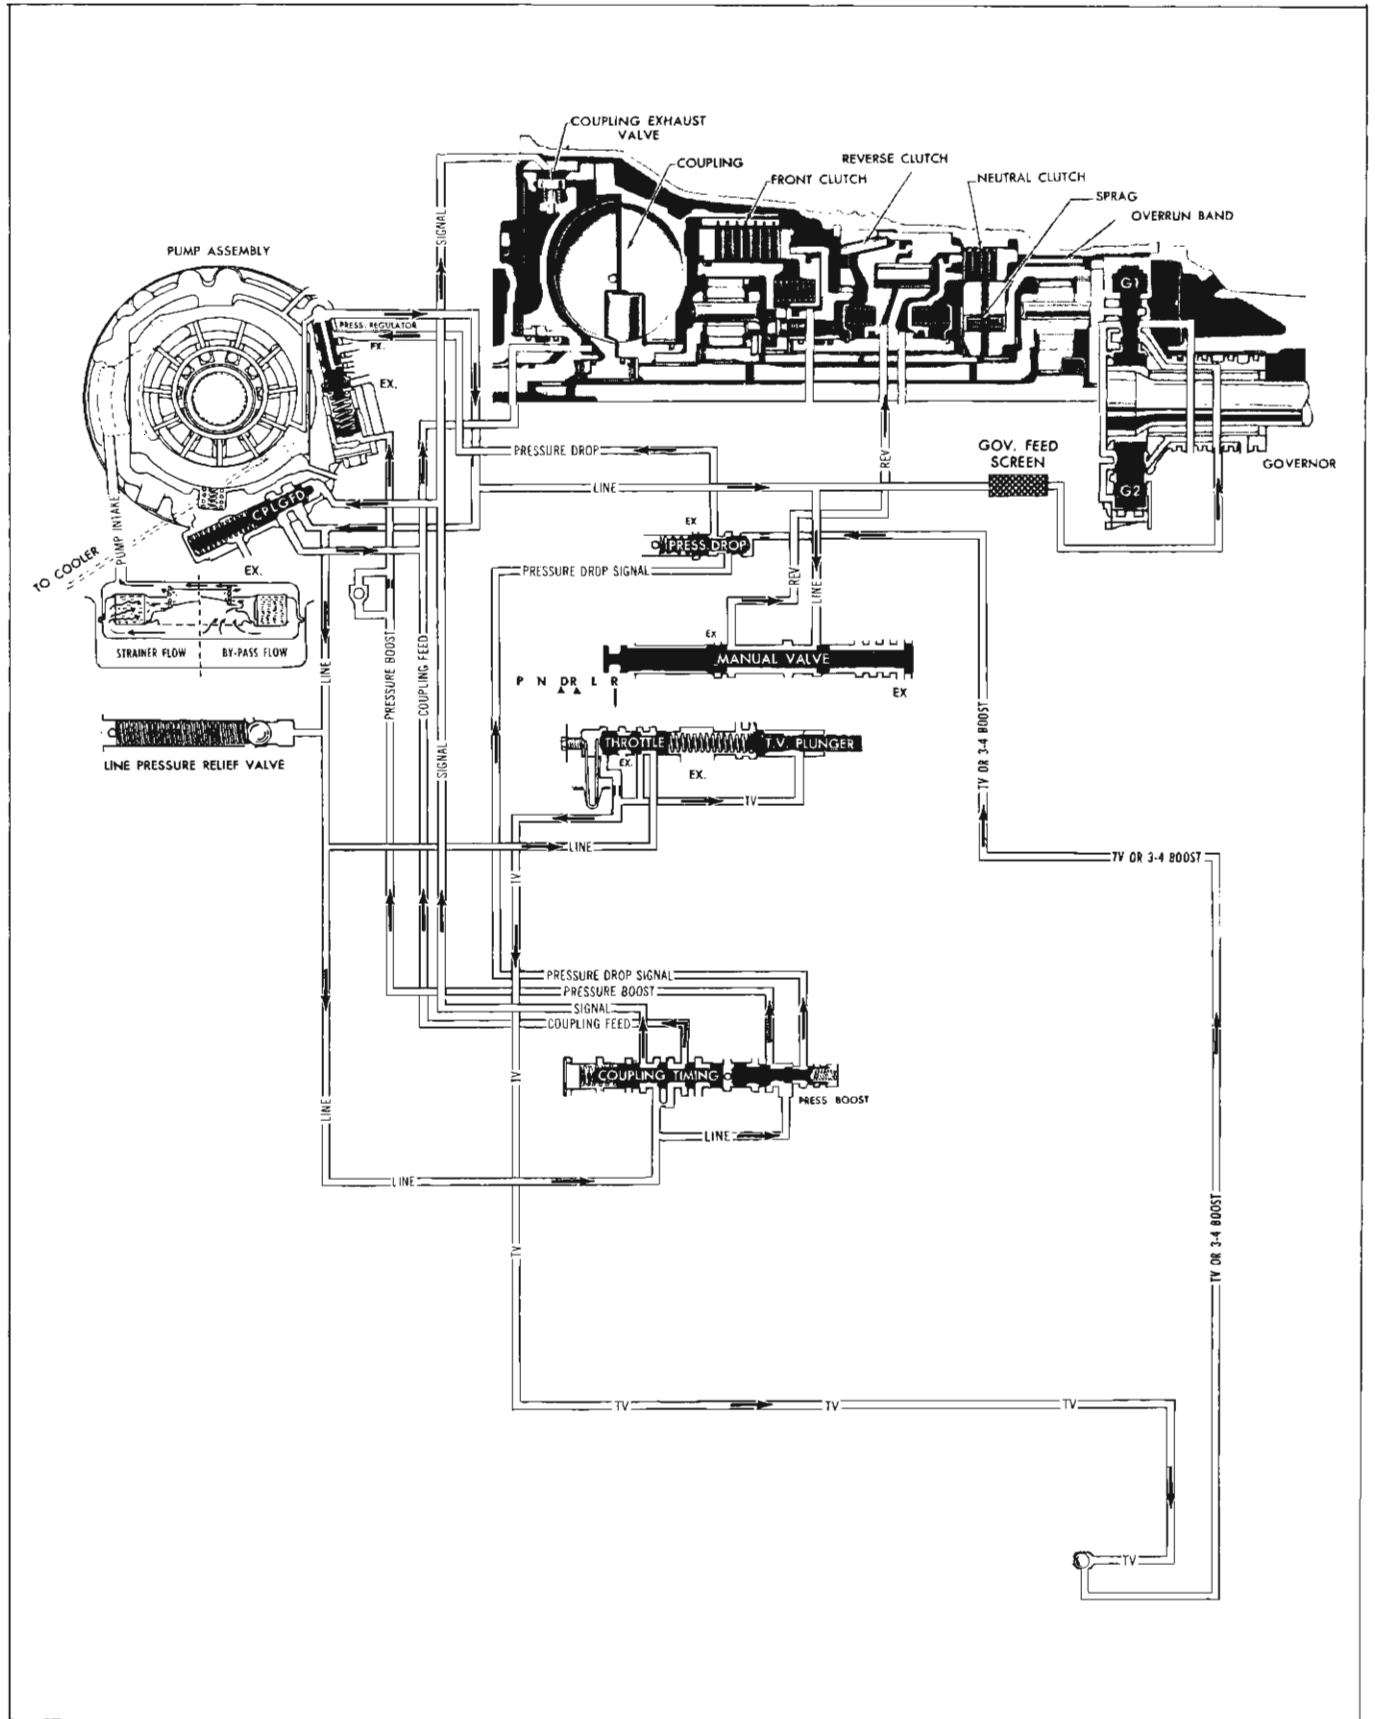 COUPLING EXHAUST
VALVE
COUPLING
FRONT CLUTCH
REVERSE CLUTCH
NEUTRAL CLUTCH
SPRAG
OVERRUN BAND
SIGNAL
PUMP ASSEMBLY
PRESS. REGULATOR
EX.
EX.
G1
PRESSURE DROP
REV
GOV. FEED
SCREEN
GOVERNOR
LINE
G2
CPLGFD
PUMP INTAKE
EX
PRESS DROP
TO COOLER
EX.
PRESSURE DROP SIGNAL
REV
LINE
STRAINER FLOW
BY-PASS FLOW
LINE
PRESSURE BOOST
COUPLING FEED
EX
MANUAL VALVE
P N DR L R
EX
TV OR 3-4 BOOST
THROTTLE
T.V. PLUNGER
EX.
EX.
SIGNAL
LINE PRESSURE RELIEF VALVE
TV
LINE
TV
TV OR 3-4 BOOST
PRESSURE DROP SIGNAL
PRESSURE BOOST
SIGNAL
COUPLING FEED
TV
COUPLING TIMING
PRESS BOOST
LINE
LINE
LINE
TV
TV OR 3-4 BOOST
TV
TV
TV
TV